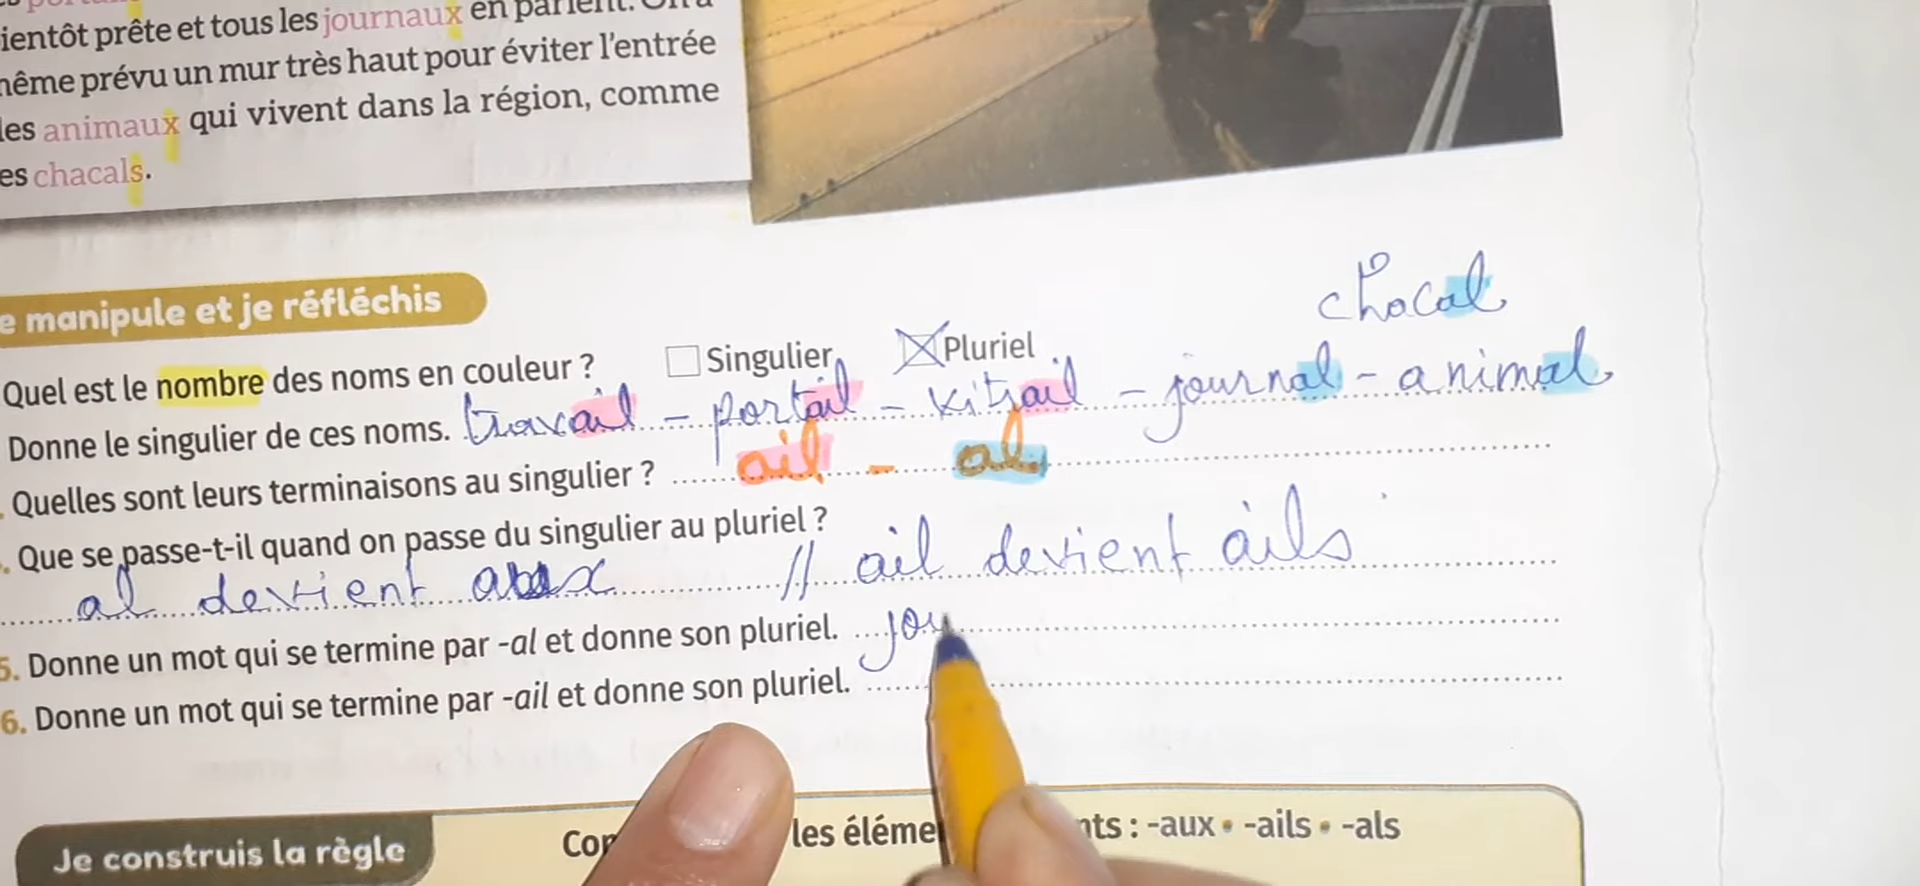 ientôt prête et tous les journaux en parlent. On a
même prévu un mur très haut pour éviter l'entrée
les animaux qui vivent dans la région, comme
es chacals.
e manipule et je réfléchis
chacal
Quel est le nombre des noms en couleur ? Singulier Pluriel
Donne le singulier de ces noms. travail - portail - - journal - animal
Quelles sont leurs terminaisons au singulier ? ail - al
Que se passe-t-il quand on passe du singulier au pluriel ?
al devient aux // ail devient ails
5. Donne un mot qui se termine par -al et donne son pluriel. jou
6. Donne un mot qui se termine par -ail et donne son pluriel.
Je construis la règle
les éléme nts : -aux • -ails • -als